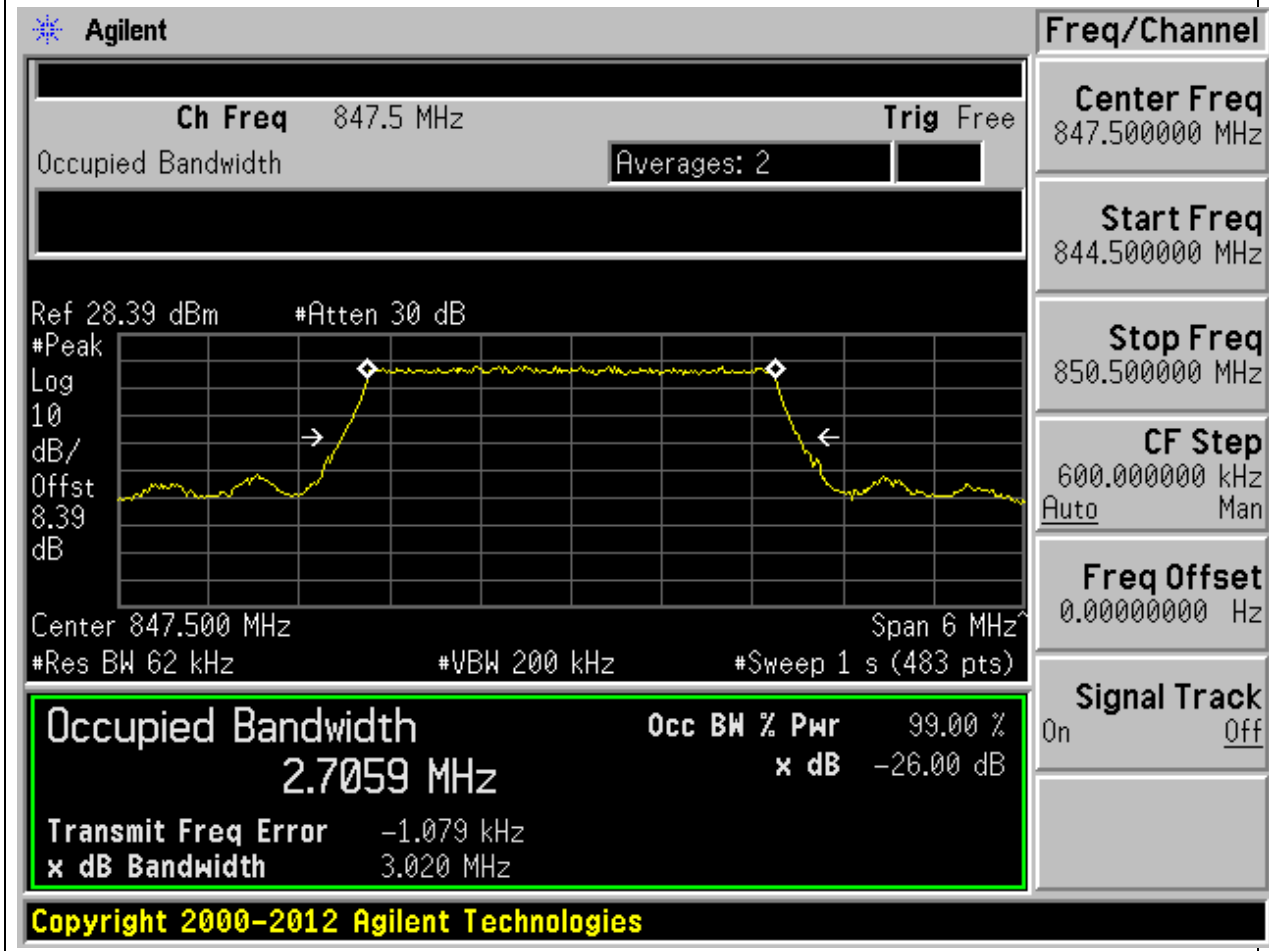 Agilent
Ch Freq 847.5 MHz Trig Free
Occupied Bandwidth Averages: 2
Ref 28.39 dBm #Atten 30 dB
#Peak
Log
10
dB/
Offst
8.39
dB
Center 847.500 MHz Span 6 MHz^
#Res BW 62 kHz #VBW 200 kHz #Sweep 1 s (483 pts)
Occupied Bandwidth Occ BW % Pwr 99.00 %
2.7059 MHz x dB -26.00 dB
Transmit Freq Error -1.079 kHz
x dB Bandwidth 3.020 MHz
Copyright 2000-2012 Agilent Technologies
Freq/Channel
Center Freq
847.500000 MHz
Start Freq
844.500000 MHz
Stop Freq
850.500000 MHz
CF Step
600.000000 kHz
Auto Man
Freq Offset
0.00000000 Hz
Signal Track
On Off